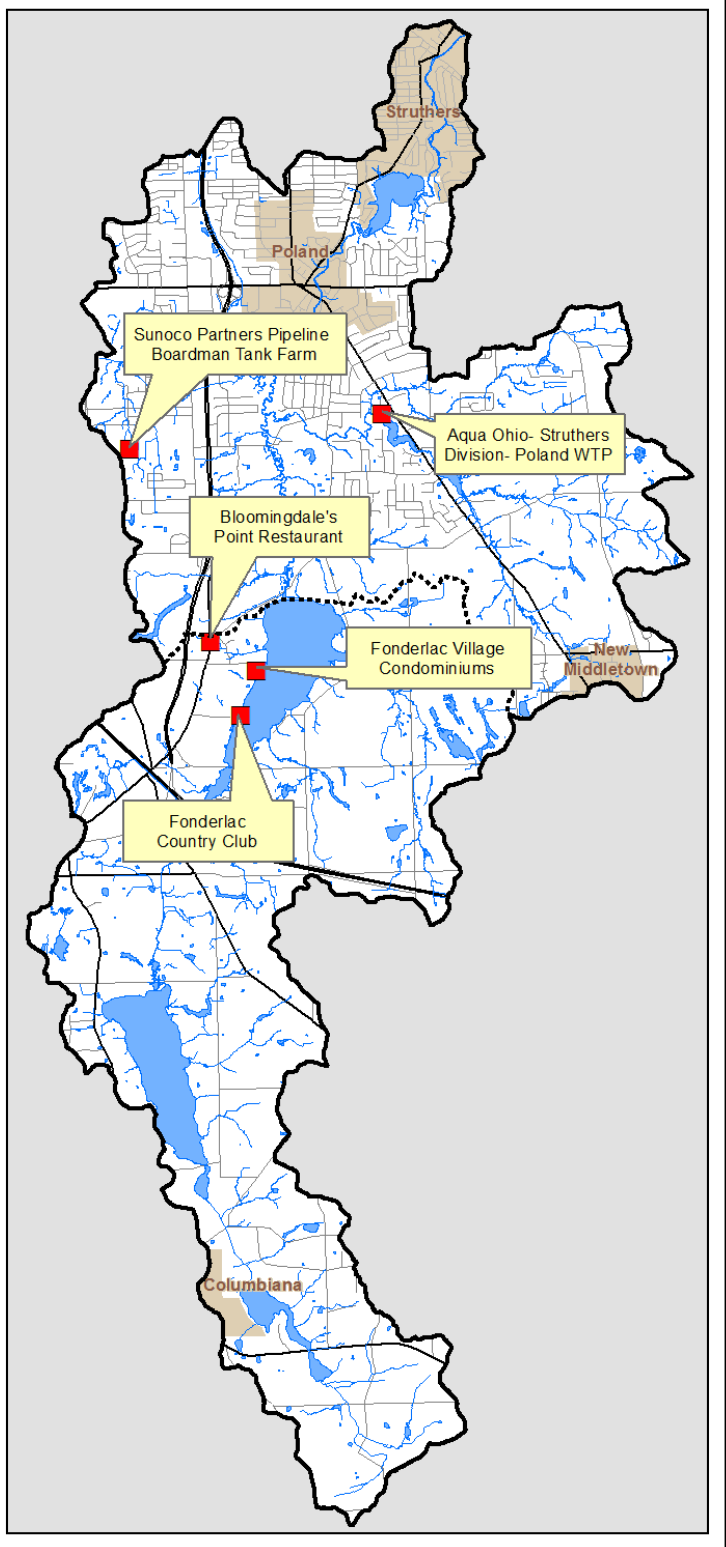 Struthers
Poland
Sunoco Partners Pipeline
Boardman Tank Farm
Aqua Ohio- Struthers
Division- Poland WTP
Bloomingdale's
Point Restaurant
Fonderlac Village
Condominiums
New
Middletown
Fonderlac
Country Club
Columbiana